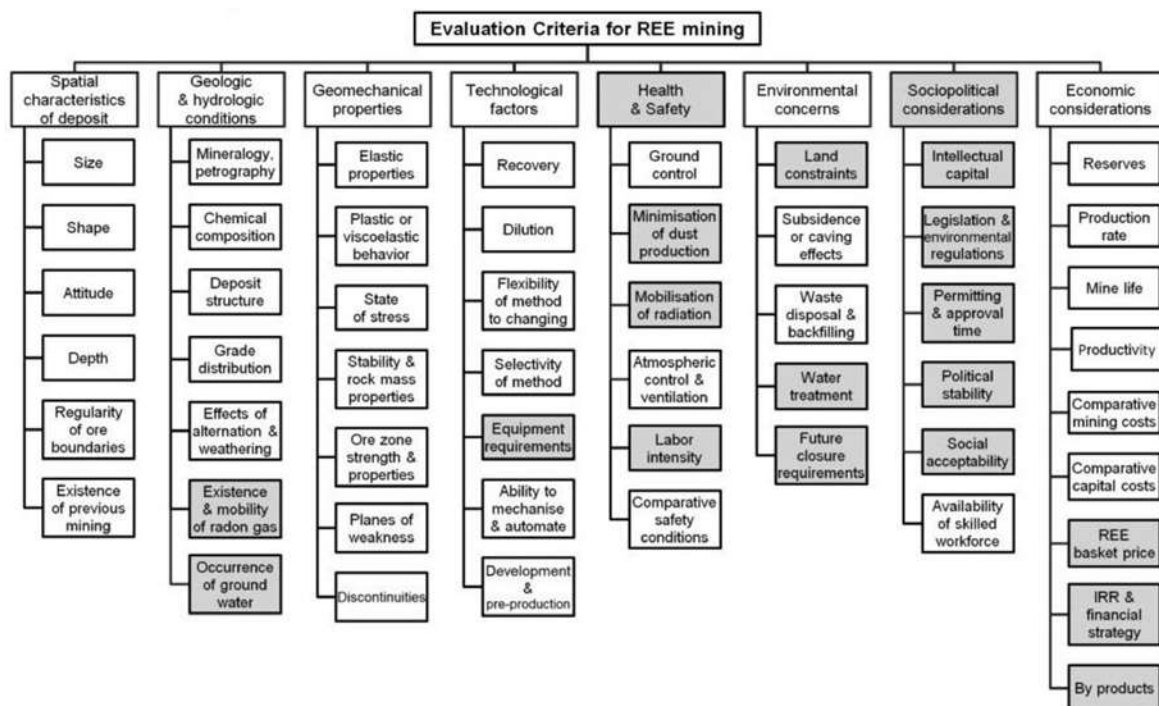 Evaluation Criteria for REE mining
Spatial
characteristics
of deposit
Size
Shape
Attitude
Depth
Regularity
of ore
boundaries
Existence
of previous
mining
Geologic
& hydrologic
conditions
Mineralogy,
petrography
Chemical
composition
Deposit
structure
Grade
distribution
Effects of
alternation &
weathering
Existence
& mobility
of radon gas
Occurrence
of ground
water
Geomechanical
properties
Elastic
properties
Plastic or
viscoelastic
behavior
State
of stress
Stability &
rock mass
properties
Ore zone
strength &
properties
Planes of
weakness
Discontinuities
Technological
factors
Recovery
Dilution
Flexibility
of method
to changing
Selectivity
of method
Equipment
requirements
Ability to
mechanise
& automate
Development
&
pre-production
Health
& Safety
Ground
control
Minimisation
of dust
production
Mobilisation
of radiation
Atmospheric
control &
ventilation
Labor
intensity
Comparative
safety
conditions
Environmental
concerns
Land
constraints
Subsidence
or caving
effects
Waste
disposal &
backfilling
Water
treatment
Future
closure
requirements
Sociopolitical
considerations
Intellectual
capital
Legislation &
environmental
regulations
Permitting
& approval
time
Political
stability
Social
acceptability
Availability
of skilled
workforce
Economic
considerations
Reserves
Production
rate
Mine life
Productivity
Comparative
mining costs
Comparative
capital costs
REE
basket price
IRR &
financial
strategy
By products